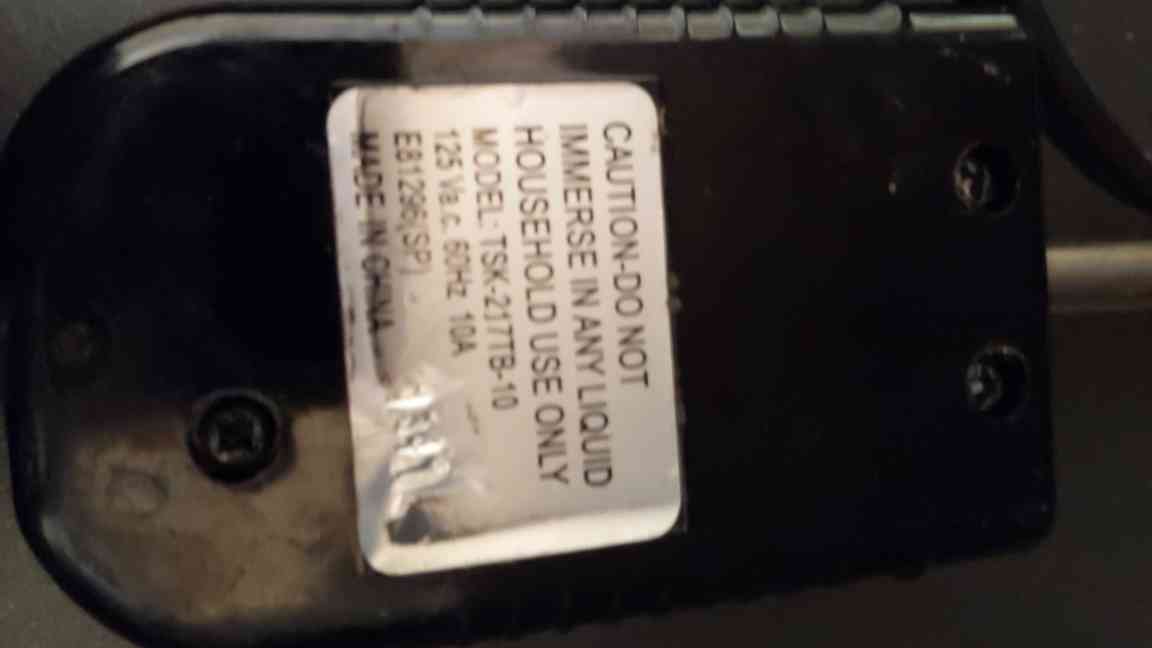 CAUTION-DO NOT
IMMERSE IN ANY LIQUID
HOUSEHOLD USE ONLY
MODEL: TSK-2177TB-10
125 Va.c. 60Hz 10A
E81296(SP)
MADE IN CHINA